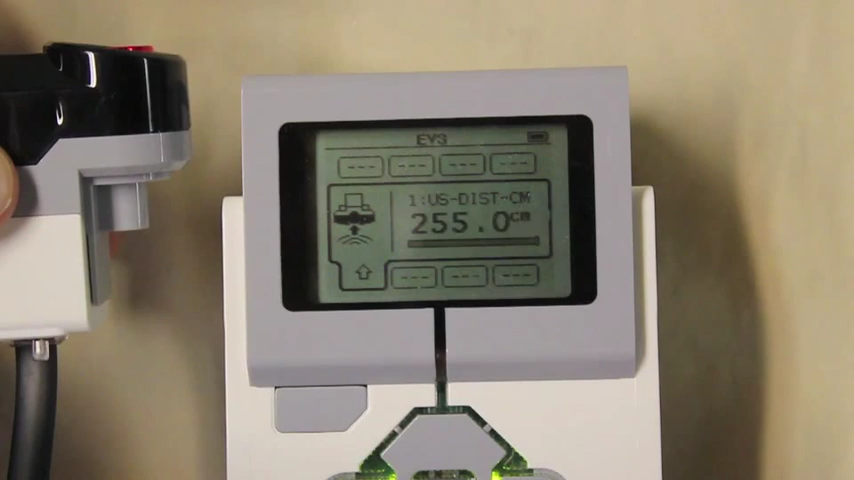 EV3
--- --- --- ---
1:US-DIST-CM
255.0cm
--- --- ---